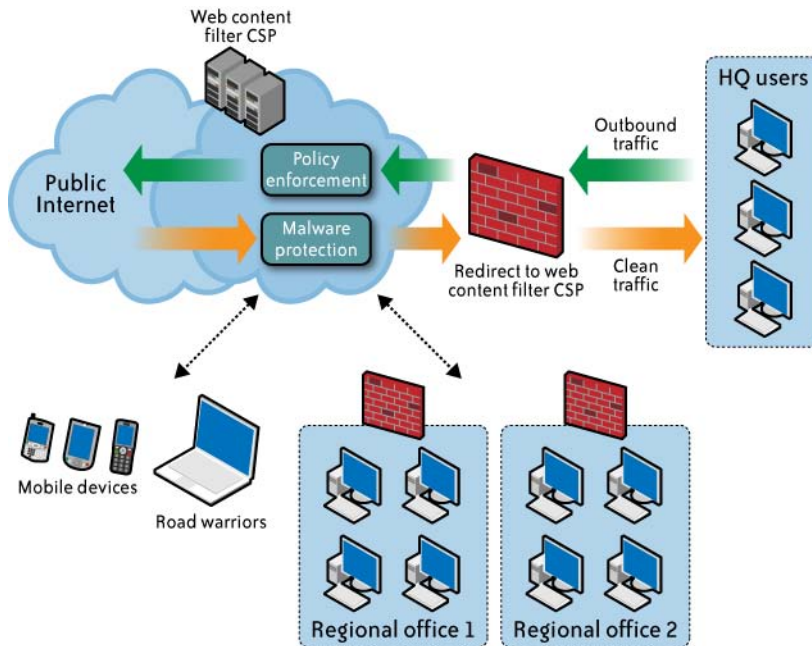 Web content
filter CSP
HQ users
Outbound
traffic
Policy
enforcement
Public
Internet
Malware
protection
Redirect to web
content filter CSP
Clean
traffic
Mobile devices
Road warriors
Regional office 1
Regional office 2